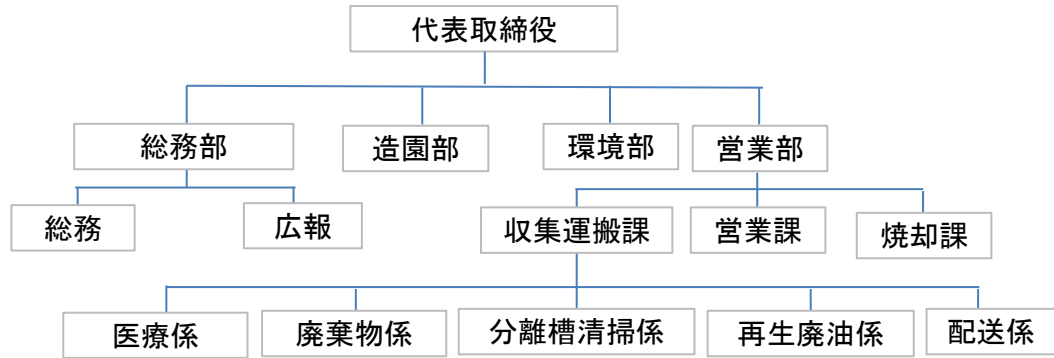 代表取締役
総務部
造園部
環境部
営業部
総務
広報
収集運搬課
営業課
焼却課
医療係
廃棄物係
分離槽清掃係
再生廃油係
配送係